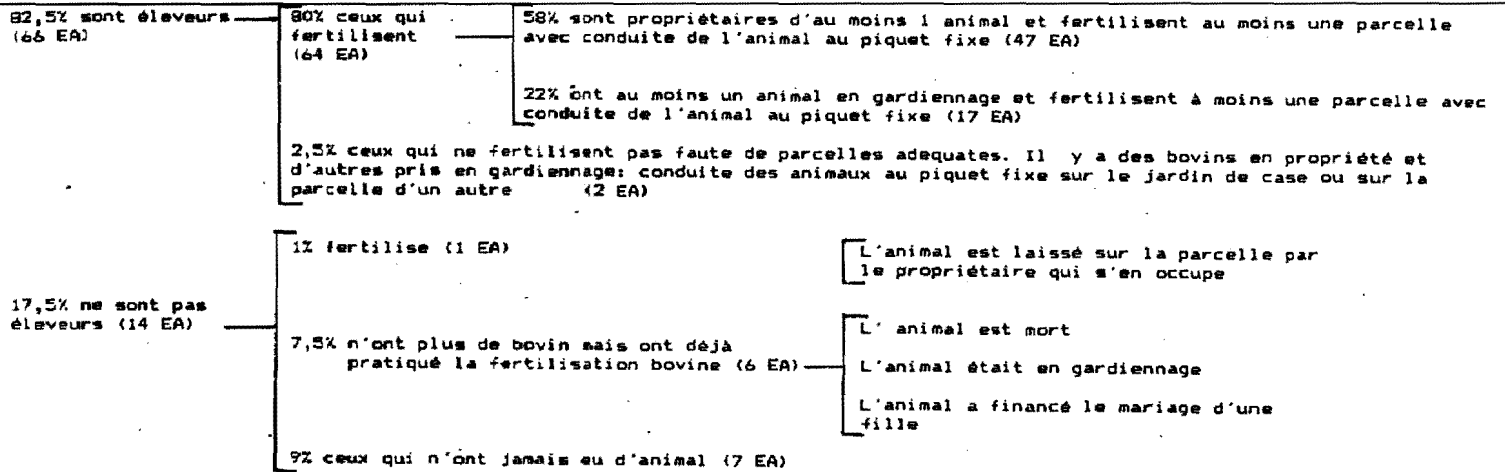 82,5% sont éleveurs
(66 EA)
80% ceux qui
fertilisent
(64 EA)
58% sont propriétaires d'au moins 1 animal et fertilisent au moins une parcelle
avec conduite de l'animal au piquet fixe (47 EA)
22% ont au moins un animal en gardiennage et fertilisent à moins une parcelle avec
conduite de l'animal au piquet fixe (17 EA)
2,5% ceux qui ne fertilisent pas faute de parcelles adequates. Il y a des bovins en propriété et
d'autres pris en gardiennage: conduite des animaux au piquet fixe sur le jardin de case ou sur la
parcelle d'un autre (2 EA)
17,5% ne sont pas
éleveurs (14 EA)
1% fertilise (1 EA)
L'animal est laissé sur la parcelle par
le propriétaire qui s'en occupe
7,5% n'ont plus de bovin mais ont déjà
pratiqué la fertilisation bovine (6 EA)
L' animal est mort
L'animal était en gardiennage
L'animal a financé le mariage d'une
fille
9% ceux qui n'ont jamais eu d'animal (7 EA)